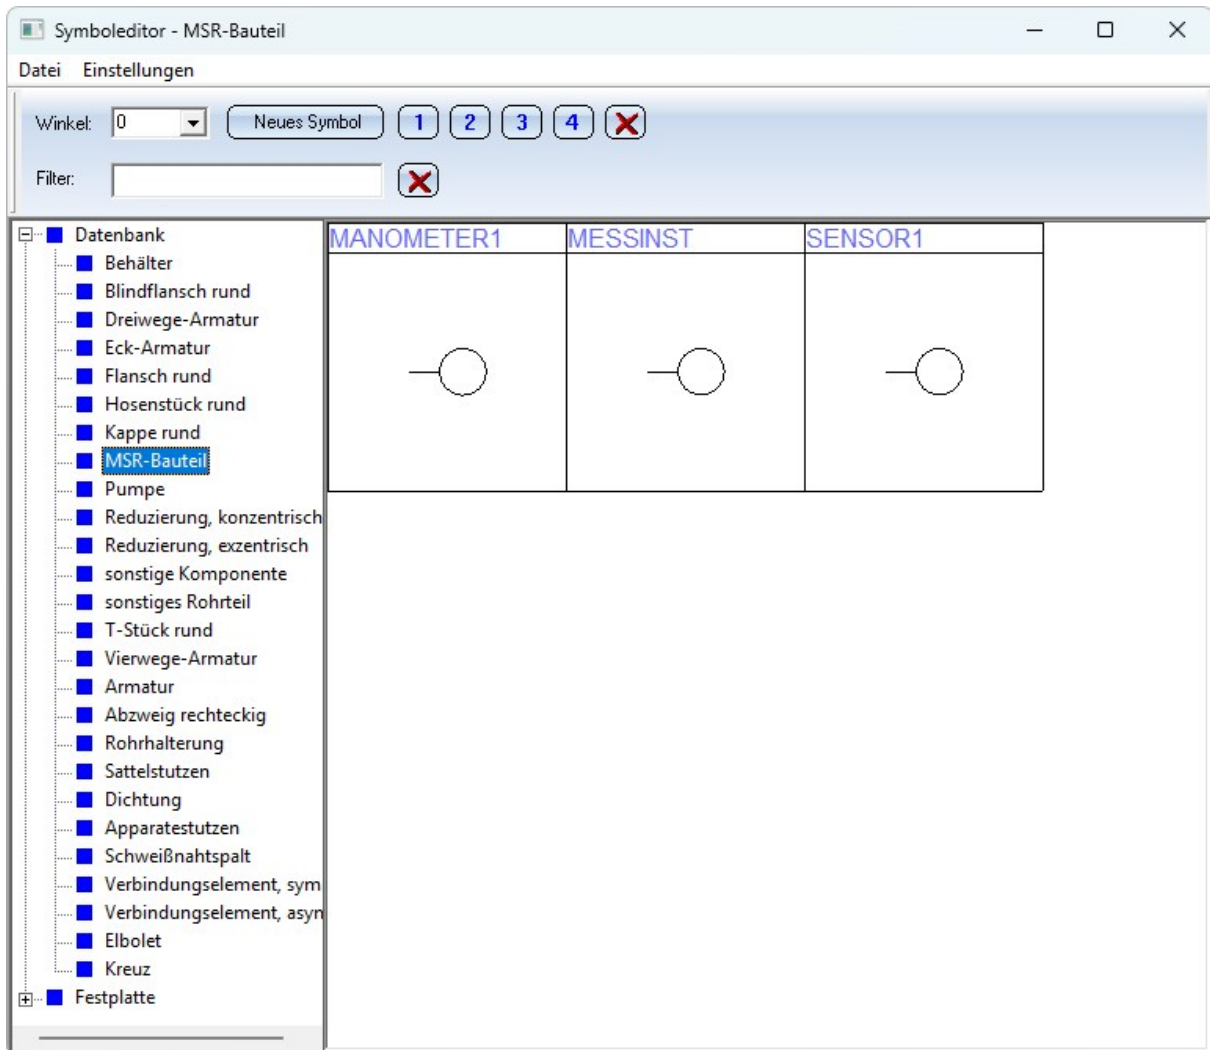 Symboleditor - MSR-Bauteil
Datei Einstellungen
Winkel: 0 Neues Symbol 1 2 3 4
Filter:
Datenbank
Behälter
Blindflansch rund
Dreiwege-Armatur
Eck-Armatur
Flansch rund
Hosenstück rund
Kappe rund
MSR-Bauteil
Pumpe
Reduzierung, konzentrisch
Reduzierung, exzentrisch
sonstige Komponente
sonstiges Rohrteil
T-Stück rund
Vierwege-Armatur
Armatur
Abzweig rechteckig
Rohrhalterung
Sattelstutzen
Dichtung
Apparatestutzen
Schweißnahtspalt
Verbindungselement, sym
Verbindungselement, asym
Elbolet
Kreuz
Festplatte
MANOMETER1 MESSINST SENSOR1